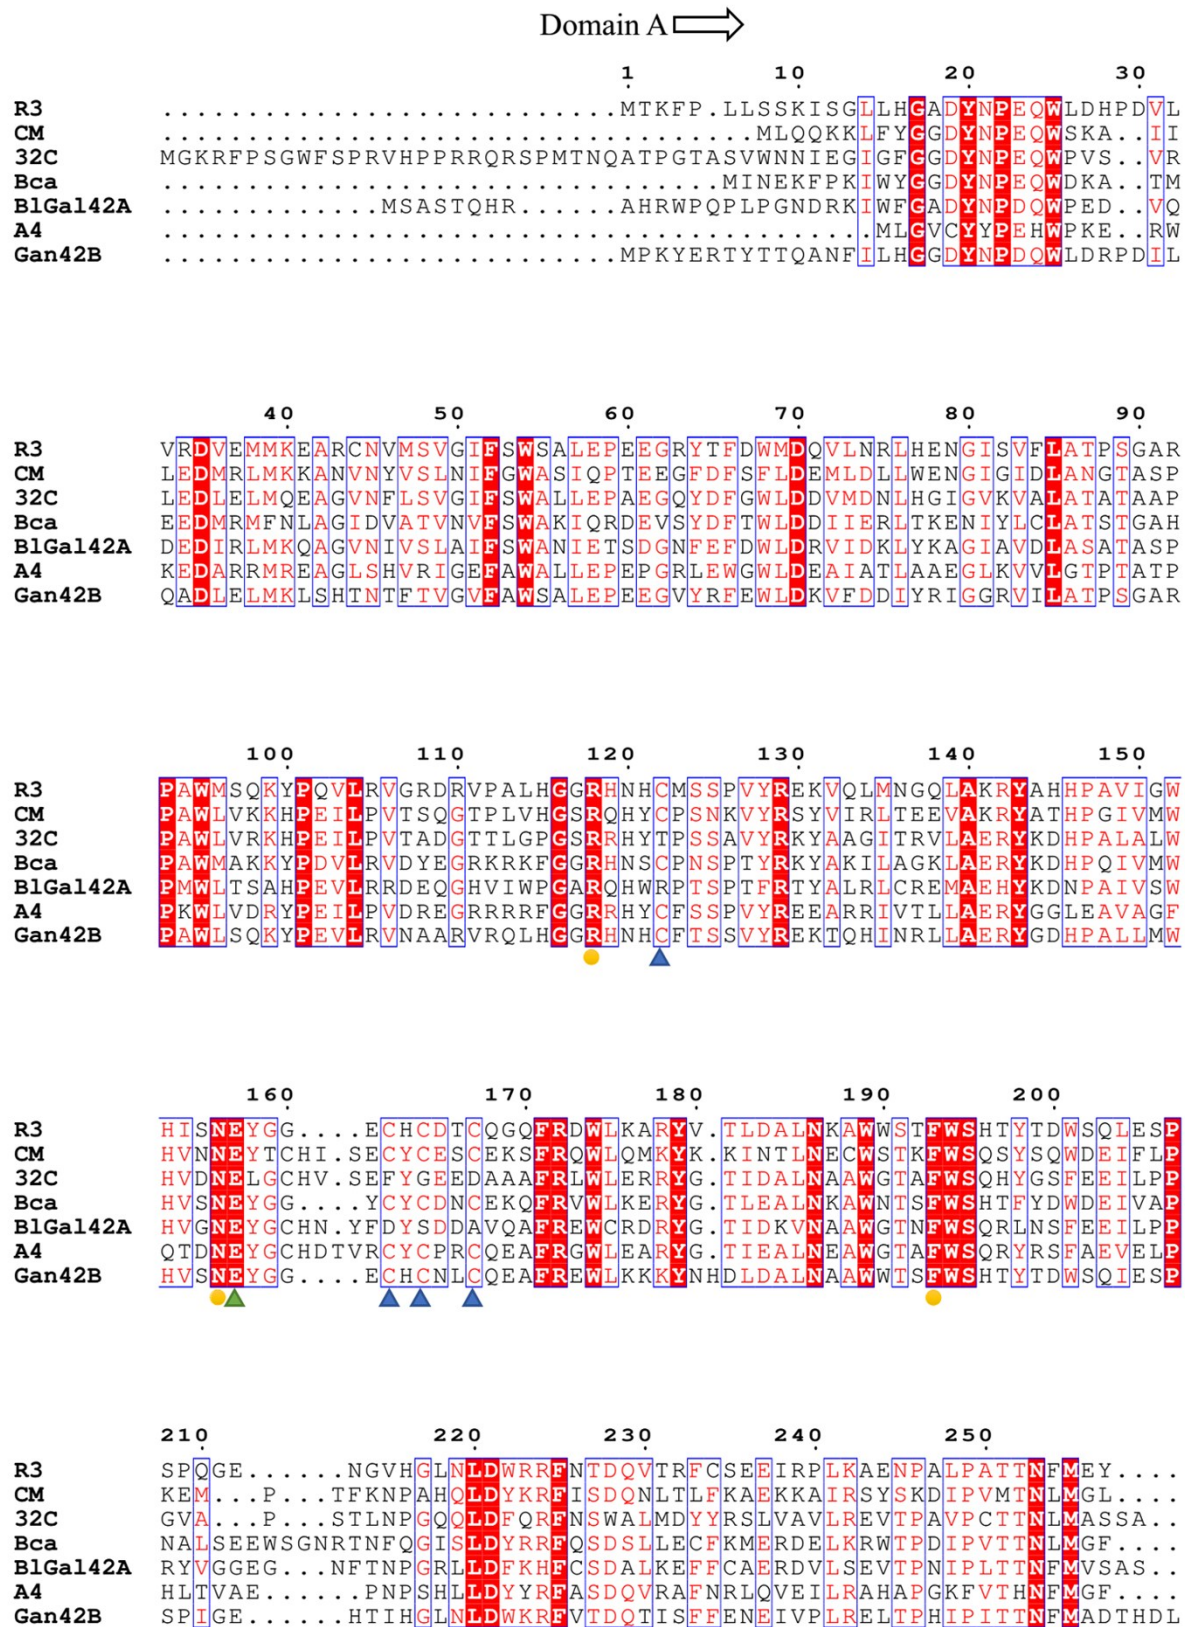 Domain A
1 10 20 30
R3 ...........................MTKFP.LLSSKISGLLHGADYNPEQWLDHPDVL
CM ...................................MLQQKKLFYGGDYNPEQWSKA..II
32C MGKRFPSGWFSPRVHPPRRQRSPMTNQATPGTASVWNNIEGIGFGGDYNPEQWPVS..VR
Bca .................................MINEKFPKIWYGGDYNPEQWDKA..TM
BlGal42A .............MSASTQHR......AHRWPQPLPGNDRKIWFGADYNPDQWPED..VQ
A4 ..........................................MLGVCYYPEHWPKE..RW
Gan42B ...........................MPKYERTYTTQANFILHGGDYNPDQWLDRPDIL
40 50 60 70 80 90
R3 VRDVEMMKEARCNVMSVGIFSWSALEPEEGRYTFDWMDQVLNRLHENGISVFLATPSGAR
CM LEDMRLMKKANVNYVSLNIFGWASIQPTEEGFDFSFLDEMLDLLWENGIGIDLANGTASP
32C LEDLELMQEAGVNFLSVGIFSWALLEPAEGQYDFGWLDDVMDNLHGIGVKVALATATAAP
Bca EEDMRMFNLAGIDVATVNVFSWAKIQRDEVSYDFTWLDDIIERLTKENIYLCLATSTGAH
BlGal42A DEDIRLMKQAGVNIVSLAIFSWANIETSDGNFEFDWLDRVIDKLYKAGIAVDLASATASP
A4 KEDARRMREAGLSHVRIGEFAWALLEPEPGRLEWGWLDEAIATLAAEGLKVVLGTPTATP
Gan42B QADLELMKLSHTNTFTVGVFAWSALEPEEGVYRFEWLDKVFDDIYRIGGRVILATPSGAR
100 110 120 130 140 150
R3 PAWMSQKYPQVLRVGRDRVPALHGGRHNHCMSSPVYREKVQLMNGQLAKRYAHHPAVIGW
CM PAWLVKKHPEILPVTSQGTPLVHGSRQHYCPSNKVYRSYVIRLTEEVAKRYATHPGIVMW
32C PAWLVRKHPEILPVTADGTTLGPGSRRHYTPSSAVYRKYAAGITRVLAERYKDHPALALW
Bca PAWMAKKYPDVLRVDYEGRKRKFGGRHNSCPNSPTYRKYAKILAGKLAERYKDHPQIVMW
BlGal42A PMWLTSAHPEVLRRDEQGHVIWPGARQHWRPTSPTFRTYALRLCREMAEHYKDNPAIVSW
A4 PKWLVDRYPEILPVDREGRRRRFGGRRHYCFSSPVYREEARRIVTLLAERYGGLEAVAGF
Gan42B PAWLSQKYPEVLRVNAARVRQLHGGRHNHCFTSSVYREKTQHINRLLAERYGDHPALLMW
160 170 180 190 200
R3 HISNEYGG....ECHCDTCQGQFRDWLKARYV.TLDALNKAWWSTFWSHTYTDWSQLESP
CM HVNNEYTCHI.SECYCESCEKSFRQWLQMKYK.KINTLNECWSTKFWSQSYSQWDEIFLP
32C HVDNELGCHV.SEFYGEEDAAAFRLWLERRYG.TIDALNAAWGTAFWSQHYGSFEEILPP
Bca HVSNEYGG....YCYCDNCEKQFRVWLKERYG.TLEALNKAWNTSFWSHTFYDWDEIVAP
BlGal42A HVGNEYGCHN.YFDYSDDAVQAFREWCRDRYG.TIDKVNAAWGTNFWSQRLNSFEEILPP
A4 QTDNEYGCHDTVRCYCPRCQEAFRGWLEARYG.TIEALNEAWGTAFWSQRYRSFAEVELP
Gan42B HVSNEYGG....ECHCNLCQEAFREWLKKKYNHDLDALNAAWWTSFWSHTYTDWSQIESP
210 220 230 240 250
R3 SPQGE......NGVHGLNLDWRRFNTDQVTRFCSEEIRPLKAENPALPATTNFMEY....
CM KEM...P...TFKNPAHQLDYKRFISDQNLTLFKAEKKAIRSYSKDIPVMTNLMGL....
32C GVA...P...STLNPGQQLDFQRFNSWALMDYYRSLVAVLREVTPAVPCTTNLMASSA..
Bca NALSEEWSGNRTNFQGISLDYRRFQSDSLLECFKMERDELKRWTPDIPVTTNLMGF....
BlGal42A RYVGGEG...NFTNPGRLLDFKHFCSDALKEFFCAERDVLSEVTPNIPLTTNFMVSAS..
A4 HLTVAE......PNPSHLLDYYRFASDQVRAFNRLQVEILRAHAPGKFVTHNFMGF....
Gan42B SPIGE......HTIHGLNLDWKRFVTDQTISFFENEIVPLRELTPHIPITTNFMADTHDL